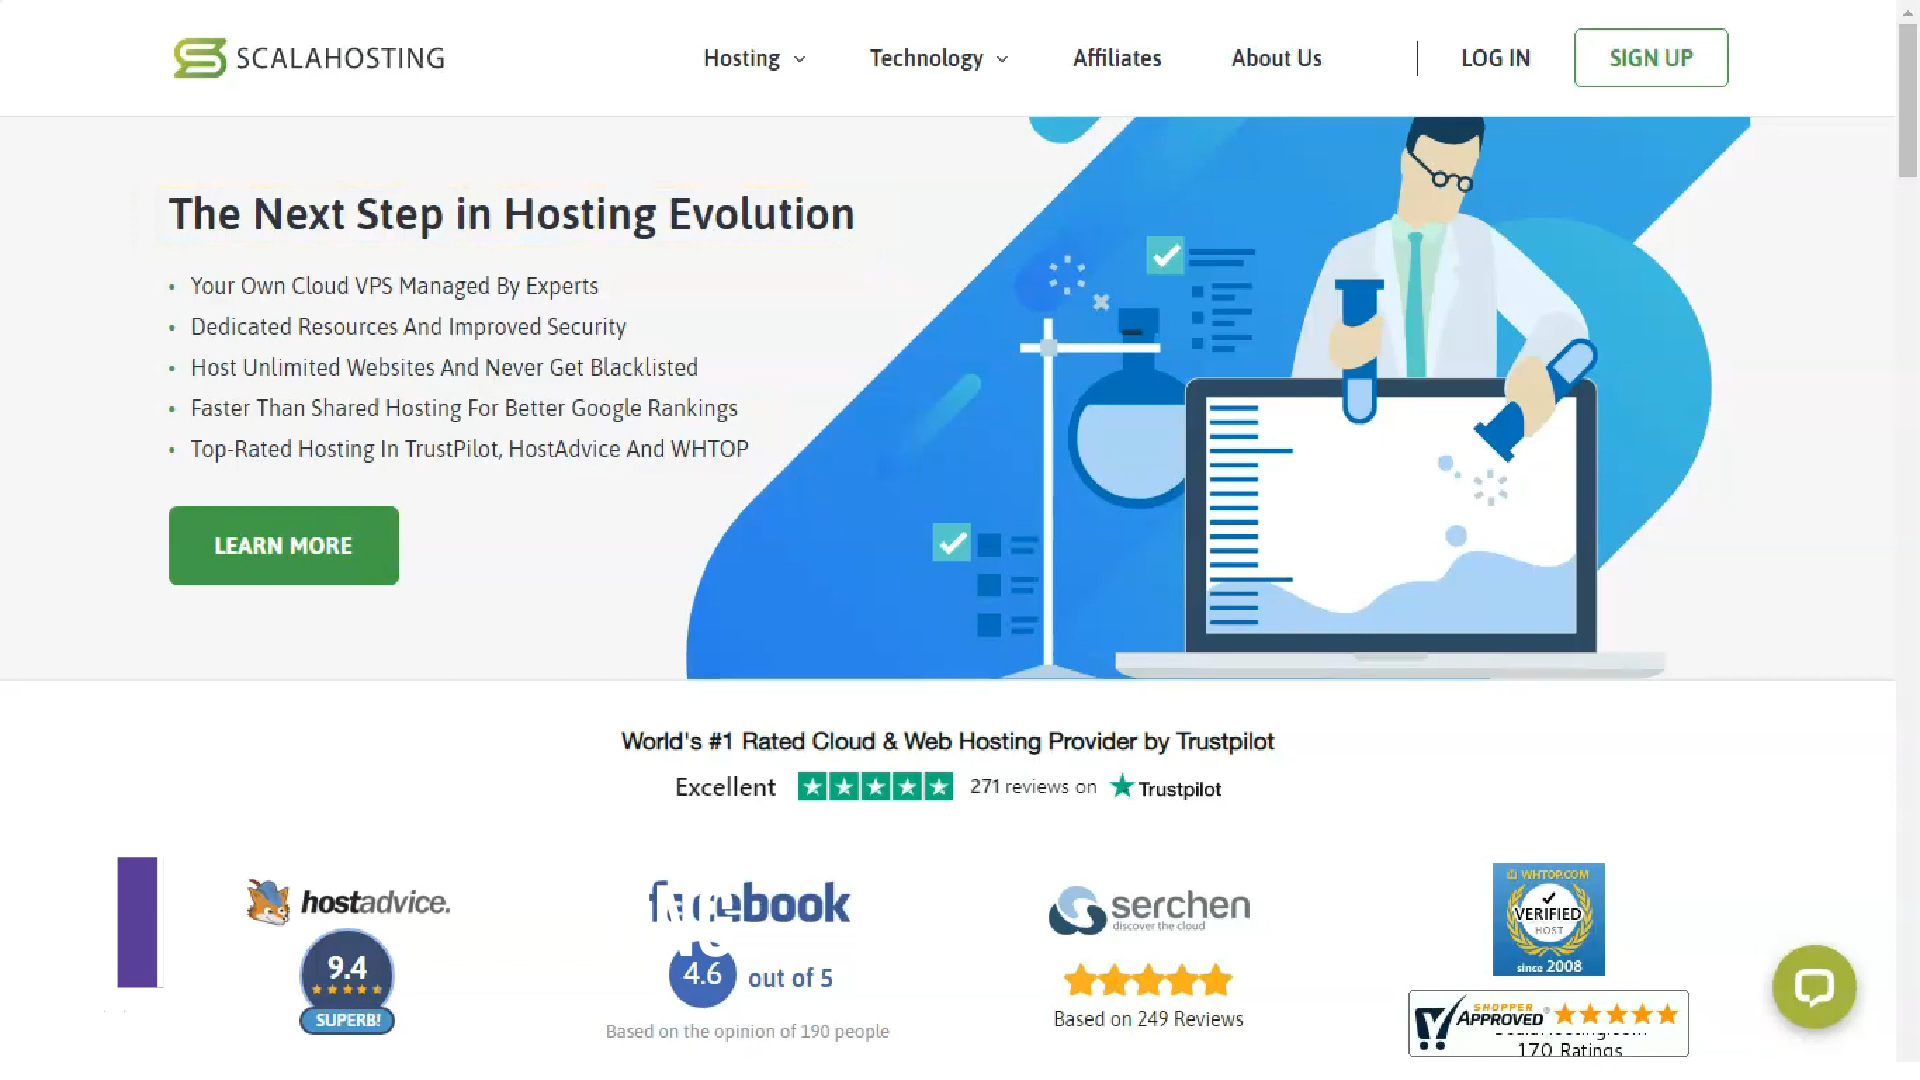 SCALAHOSTING
Hosting
Technology
Affiliates
About Us
LOG IN
SIGN UP
The Next Step in Hosting Evolution
Your Own Cloud VPS Managed By Experts
Dedicated Resources And Improved Security
Host Unlimited Websites And Never Get Blacklisted
Faster Than Shared Hosting For Better Google Rankings
Top-Rated Hosting In TrustPilot, HostAdvice And WHTOP
LEARN MORE
World's #1 Rated Cloud & Web Hosting Provider by Trustpilot
Excellent
271 reviews on
Trustpilot
hostadvice.
9.4
SUPERB!
facebook
4.6
out of 5
Based on the opinion of 190 people
serchen
discover the cloud
Based on 249 Reviews
WHTOP.COM
VERIFIED
HOST
since 2008
SHOPPER
APPROVED
170 Ratings